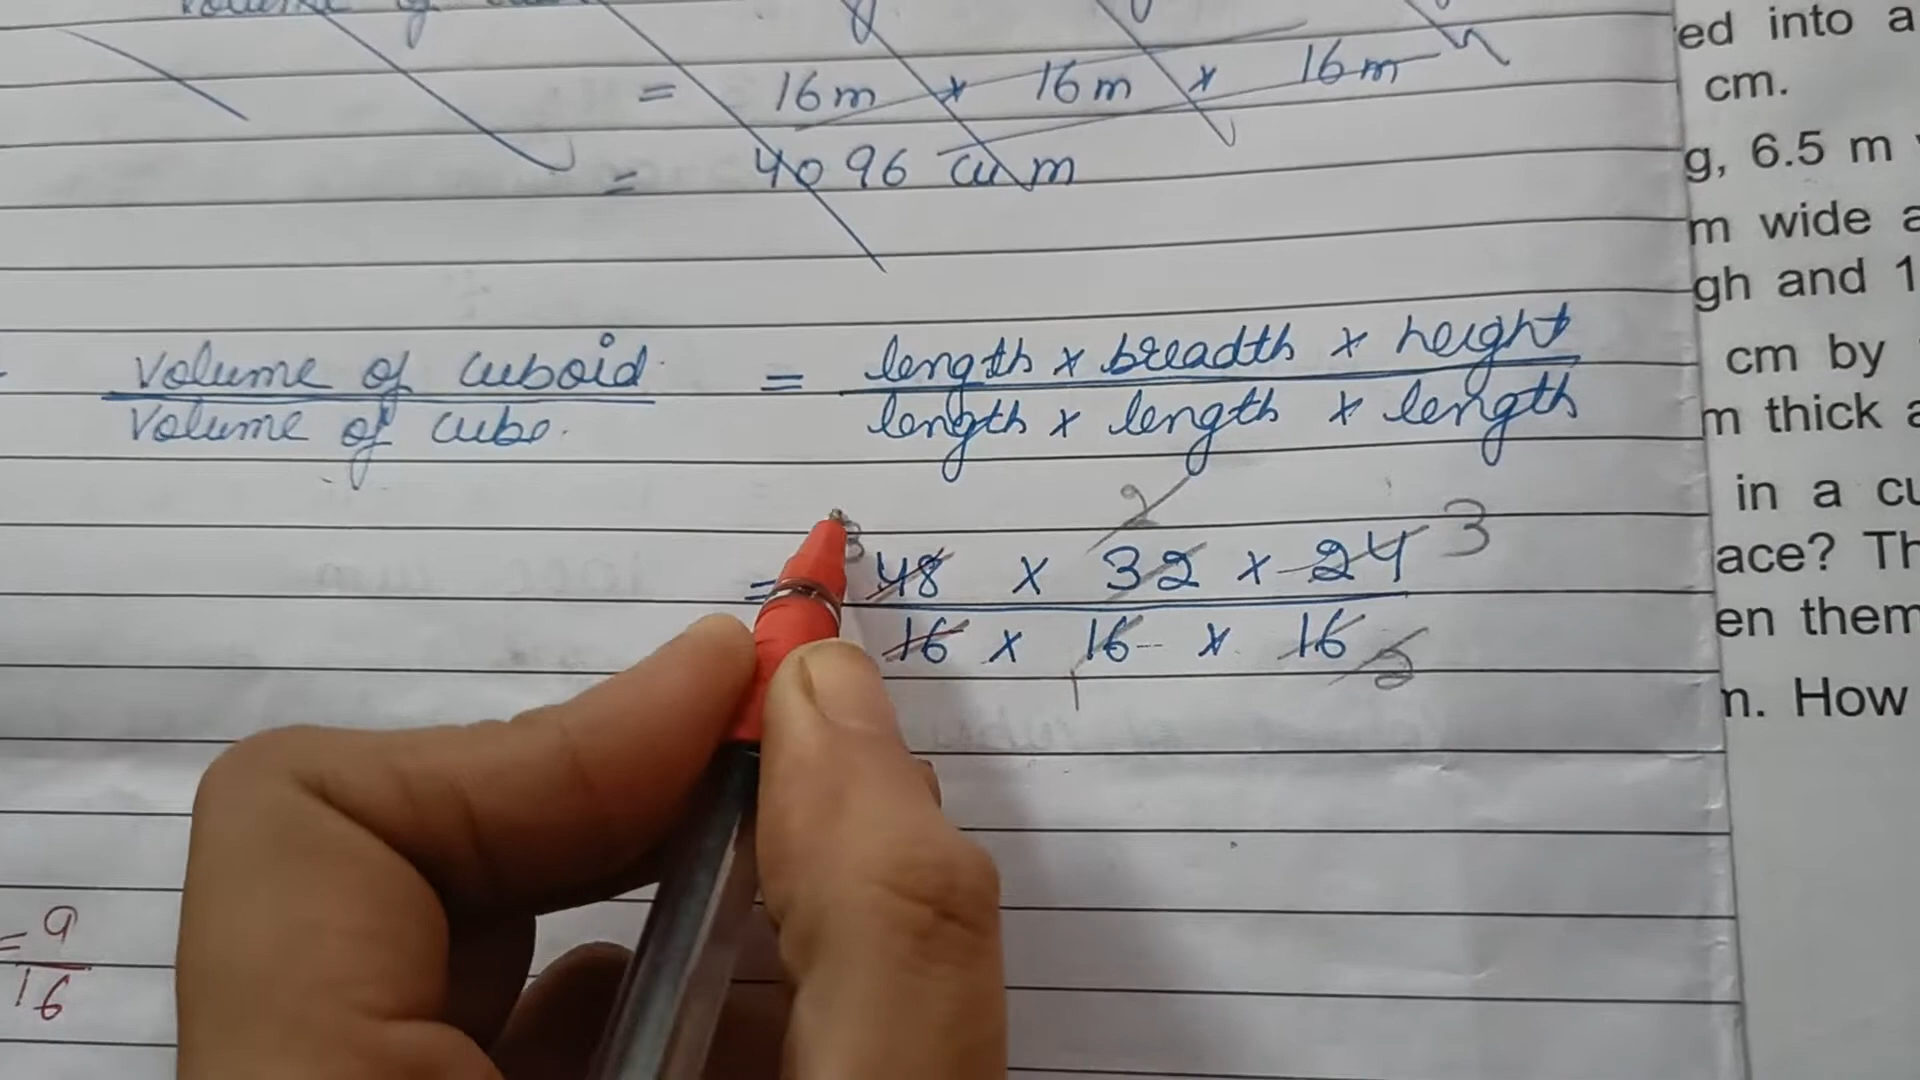 volume of
= 16m × 16m × 16m
= 4096 cu m
volume of cuboid = length × breadth × height
volume of cube. length × length × length
2
3 48 × 32 × 24 3
=
16 × 16 × 16 2
1
= 9
16
ed into a
cm.
g, 6.5 m
m wide a
gh and 1
cm by
m thick a
in a cu
ace? Th
en them
n. How